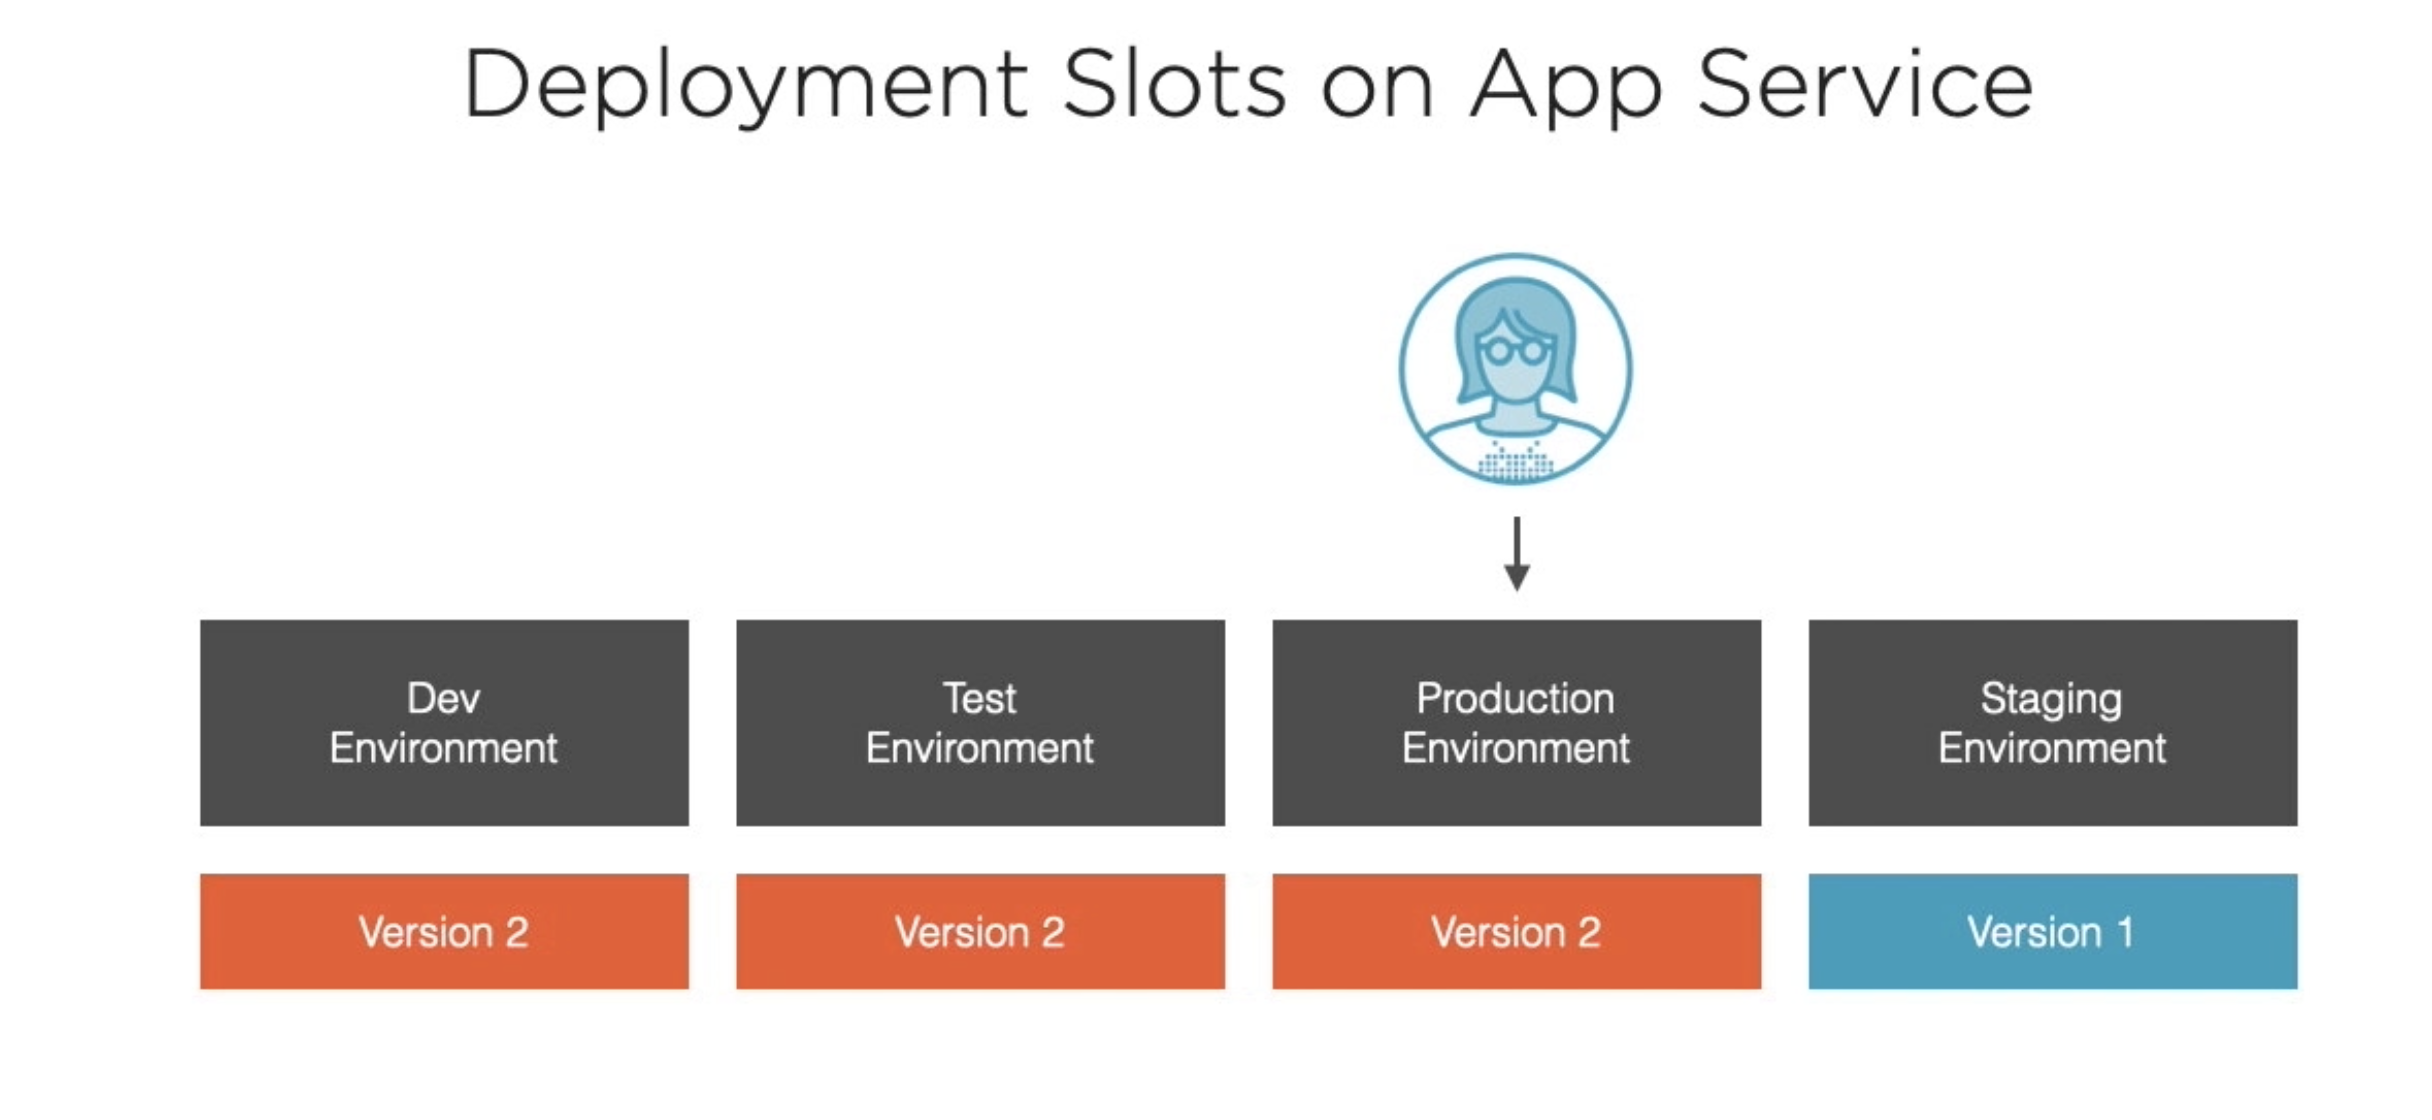 Deployment Slots on App Service
Dev
Environment
Test
Environment
Production
Environment
Staging
Environment
Version 2
Version 2
Version 2
Version 1